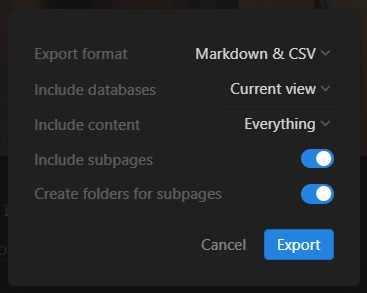 Export format Markdown & CSV
Include databases Current view
Include content Everything
Include subpages
Create folders for subpages
Cancel Export